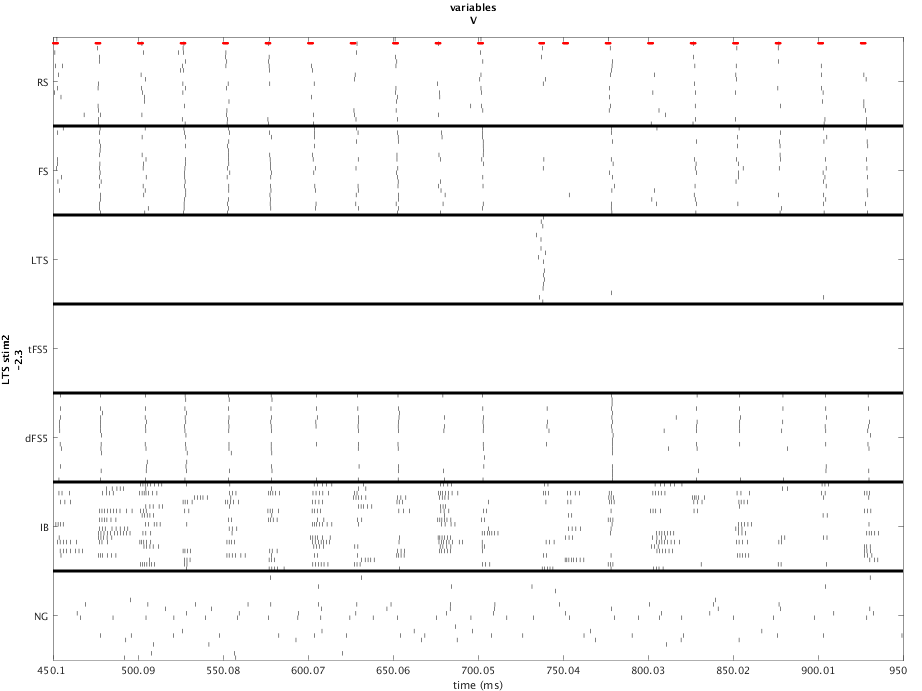 variables
V
RS
FS
LTS
tFS5
dFS5
IB
NG
LTS stim2
-2.3
450.1
500.09
550.08
600.07
650.06
700.05
750.04
800.03
850.02
900.01
950
time (ms)